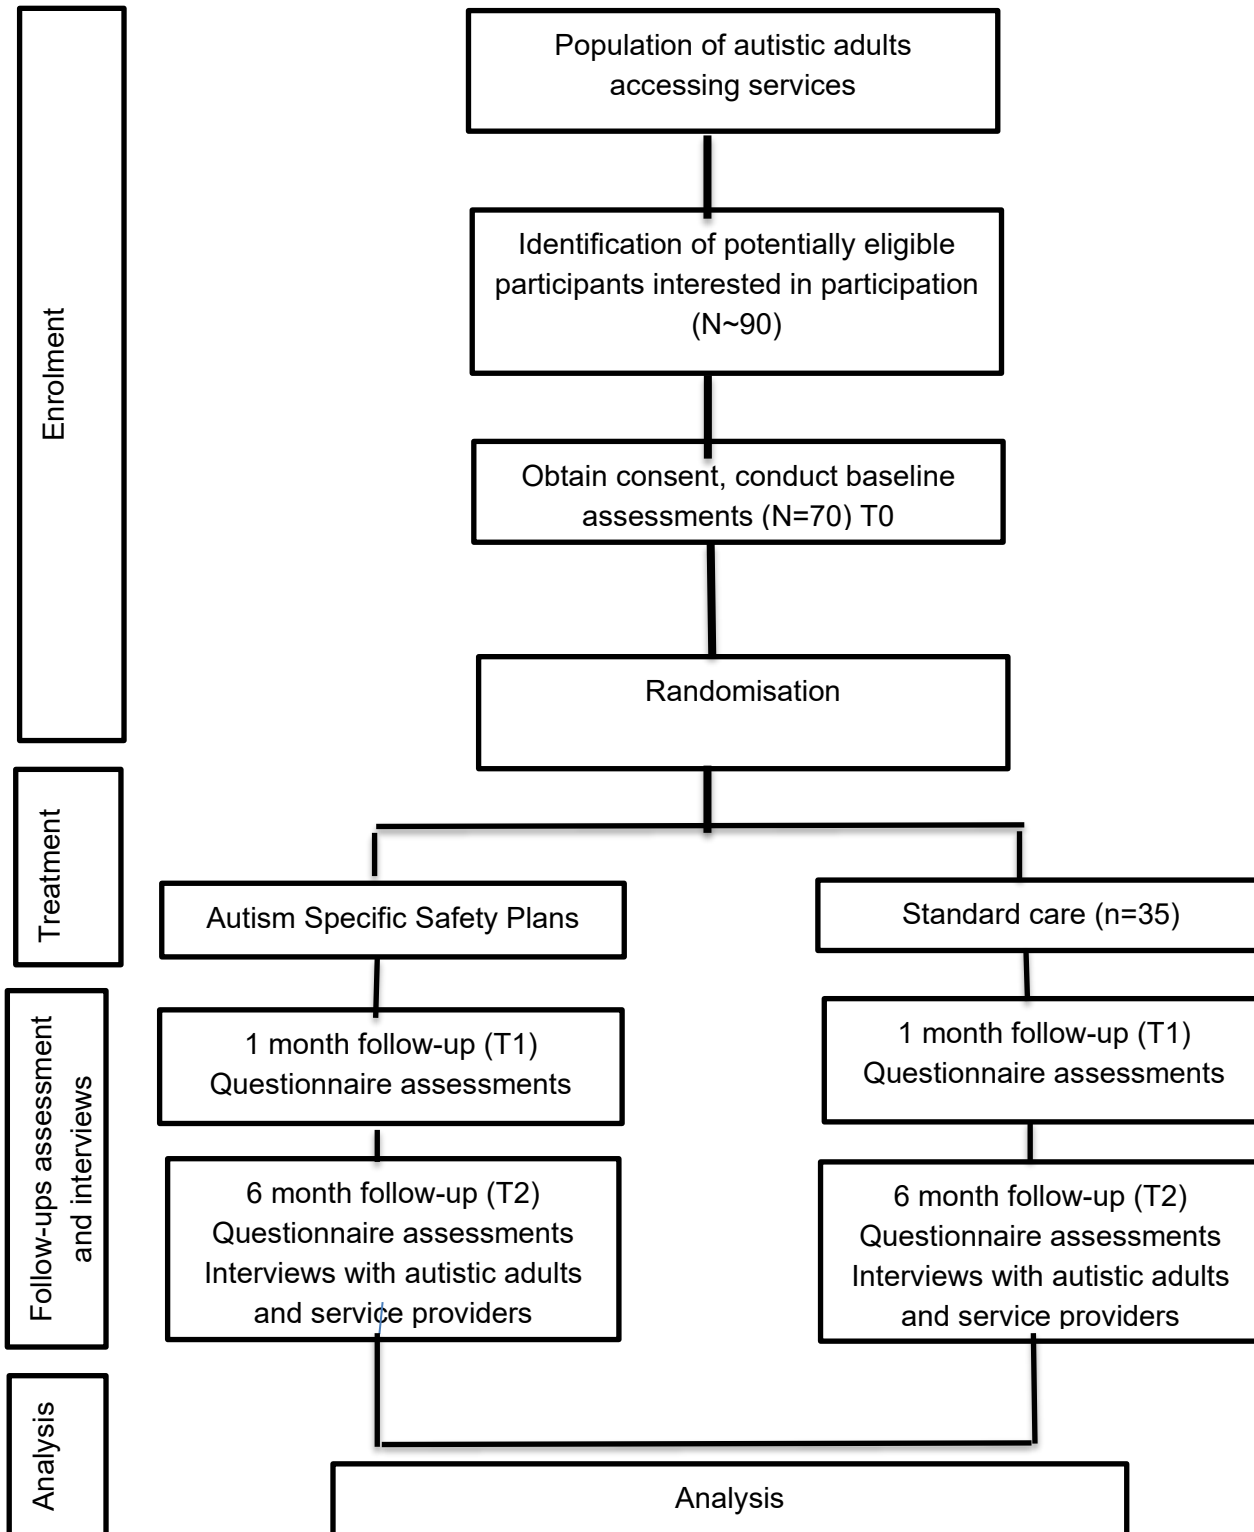 Enrolment
Population of autistic adults
accessing services
Identification of potentially eligible
participants interested in participation
(N~90)
Obtain consent, conduct baseline
assessments (N=70) T0
Randomisation
Treatment
Autism Specific Safety Plans
Standard care (n=35)
Follow-ups assessment
and interviews
1 month follow-up (T1)
Questionnaire assessments
1 month follow-up (T1)
Questionnaire assessments
6 month follow-up (T2)
Questionnaire assessments
Interviews with autistic adults
and service providers
6 month follow-up (T2)
Questionnaire assessments
Interviews with autistic adults
and service providers
Analysis
Analysis